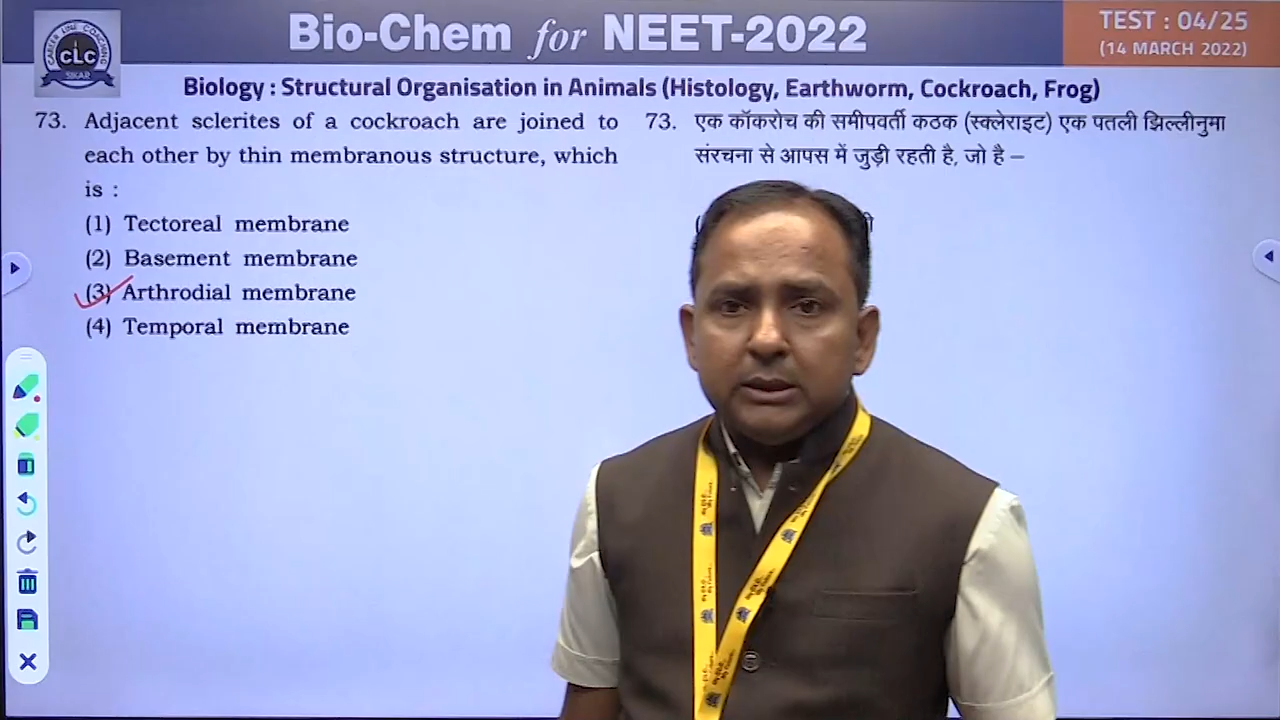 Bio-Chem for NEET-2022
TEST : 04/25
(14 MARCH 2022)
CAREER LINE COACHING
CLC
SIKAR
Biology : Structural Organisation in Animals (Histology, Earthworm, Cockroach, Frog)
73. Adjacent sclerites of a cockroach are joined to
each other by thin membranous structure, which
is :
(1) Tectoreal membrane
(2) Basement membrane
(3) Arthrodial membrane
(4) Temporal membrane
73. एक कॉकरोच की समीपवर्ती कठक (स्क्लेराइट) एक पतली झिल्लीनुमा
संरचना से आपस में जुड़ी रहती है, जो है –